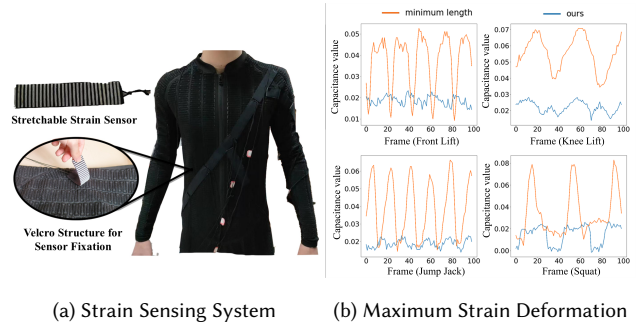 minimum length
ours
Stretchable Strain Sensor
Velcro Structure for
Sensor Fixation
Capacitance value
0.05
0.04
0.03
0.02
0.01
0 20 40 60 80 100
Frame (Front Lift)
Capacitance value
0.07
0.06
0.05
0.04
0.03
0.02
0 20 40 60 80 100
Frame (Knee Lift)
Capacitance value
0.06
0.05
0.04
0.03
0.02
0 20 40 60 80 100
Frame (Jump Jack)
Capacitance value
0.08
0.06
0.04
0.02
0.00
0 20 40 60 80 100
Frame (Squat)
(a) Strain Sensing System
(b) Maximum Strain Deformation